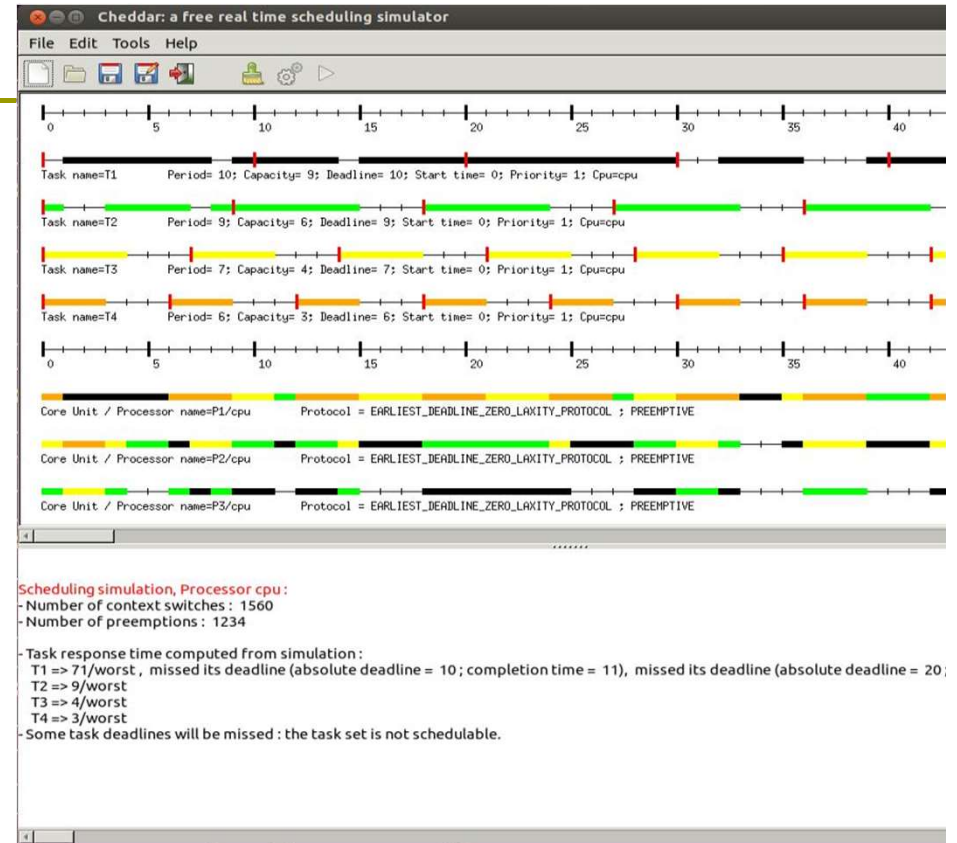 Cheddar: a free real time scheduling simulator
File Edit Tools Help
0 5 10 15 20 25 30 35 40
Task name=T1 Period= 10; Capacity= 9; Deadline= 10; Start time= 0; Priority= 1; Cpu=cpu
Task name=T2 Period= 9; Capacity= 6; Deadline= 9; Start time= 0; Priority= 1; Cpu=cpu
Task name=T3 Period= 7; Capacity= 4; Deadline= 7; Start time= 0; Priority= 1; Cpu=cpu
Task name=T4 Period= 6; Capacity= 3; Deadline= 6; Start time= 0; Priority= 1; Cpu=cpu
0 5 10 15 20 25 30 35 40
Core Unit / Processor name=P1/cpu Protocol = EARLIEST_DEADLINE_ZERO_LAXITY_PROTOCOL ; PREEMPTIVE
Core Unit / Processor name=P2/cpu Protocol = EARLIEST_DEADLINE_ZERO_LAXITY_PROTOCOL ; PREEMPTIVE
Core Unit / Processor name=P3/cpu Protocol = EARLIEST_DEADLINE_ZERO_LAXITY_PROTOCOL ; PREEMPTIVE
Scheduling simulation, Processor cpu :
- Number of context switches : 1560
- Number of preemptions : 1234
- Task response time computed from simulation :
T1 => 71/worst , missed its deadline (absolute deadline = 10 ; completion time = 11), missed its deadline (absolute deadline = 20 ;
T2 => 9/worst
T3 => 4/worst
T4 => 3/worst
- Some task deadlines will be missed : the task set is not schedulable.